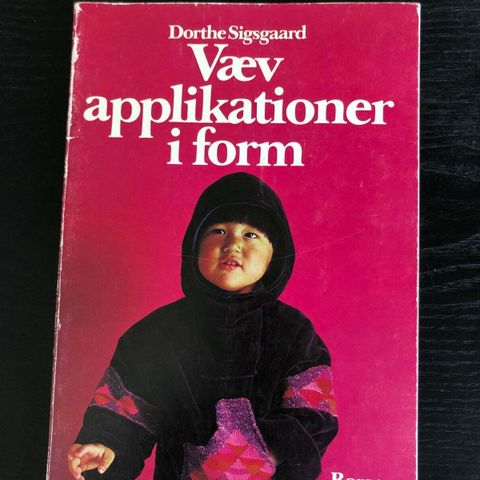 Dorthe Sigsgaard
Væv
applikationer
i form